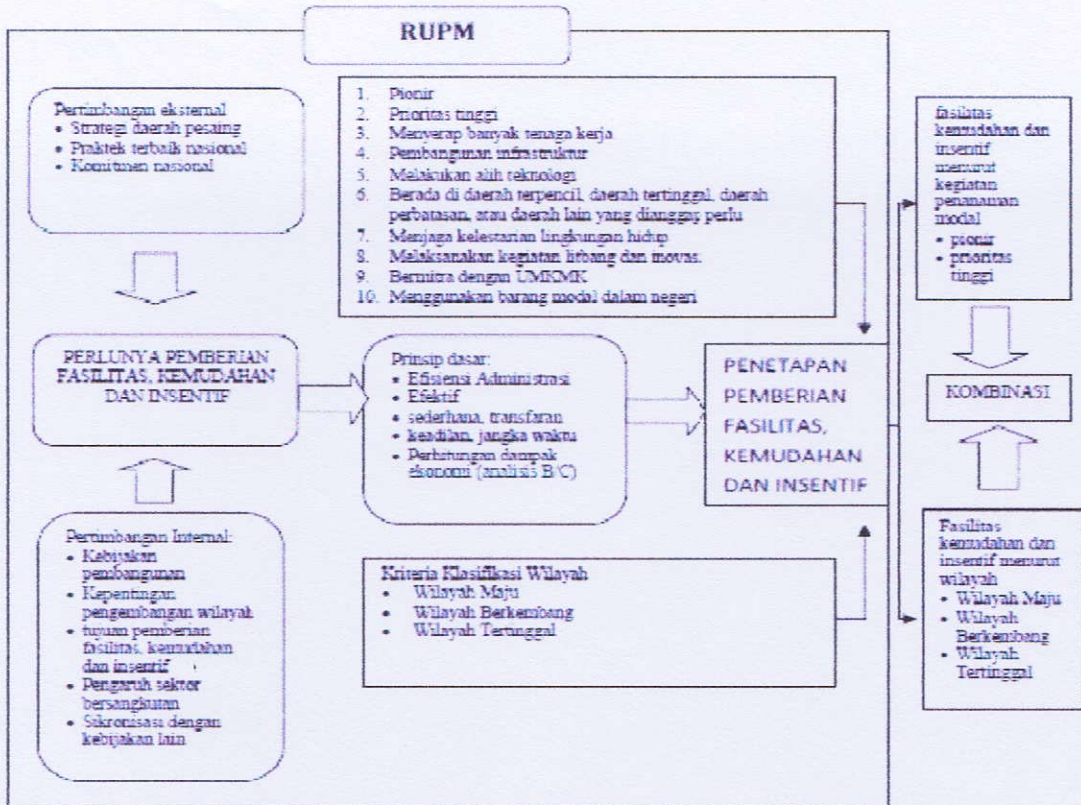 RUPM
Pertimbangan eksternal
• Strategi daerah pesaing
• Praktek terbaik nasional
• Komitmen nasional
1. Pionir
2. Prioritas tinggi
3. Menyerap banyak tenaga kerja
4. Pembangunan infrastruktur
5. Melakukan alih teknologi
6. Berada di daerah terpencil, daerah tertinggal, daerah
perbatasan, atau daerah lain yang dianggap perlu
7. Menjaga kelestarian lingkungan hidup
8. Melaksanakan kegiatan litbang dan inovasi.
9. Bermitra dengan UMKMK
10. Menggunakan barang modal dalam negeri
fasilitas
kemudahan dan
insentif
menurut
kegiatan
penanaman
modal
• pionir
• prioritas
tinggi
PERLUNYA PEMBERIAN
FASILITAS, KEMUDAHAN
DAN INSENTIF
Prinsip dasar:
• Efisiensi Administrasi
• Efektif
• sederhana, transfaran
• keadilan, jangka waktu
• Perhitungan dampak
ekonomi (analisis B/C)
PENETAPAN
PEMBERIAN
FASILITAS,
KEMUDAHAN
DAN INSENTIF
KOMBINASI
Pertimbangan Internal:
• Kebijakan
pembangunan
• Kepentingan
pengembangan wilayah
• tujuan pemberian
fasilitas, kemudahan
dan insentif
• Pengaruh sektor
bersangkutan
• Sikronisasi dengan
kebijakan lain
Kriteria Klasifikasi Wilayah
• Wilayah Maju
• Wilayah Berkembang
• Wilayah Tertinggal
Fasilitas
kemudahan dan
insentif menurut
wilayah
• Wilayah Maju
• Wilayah
Berkembang
• Wilayah
Tertinggal